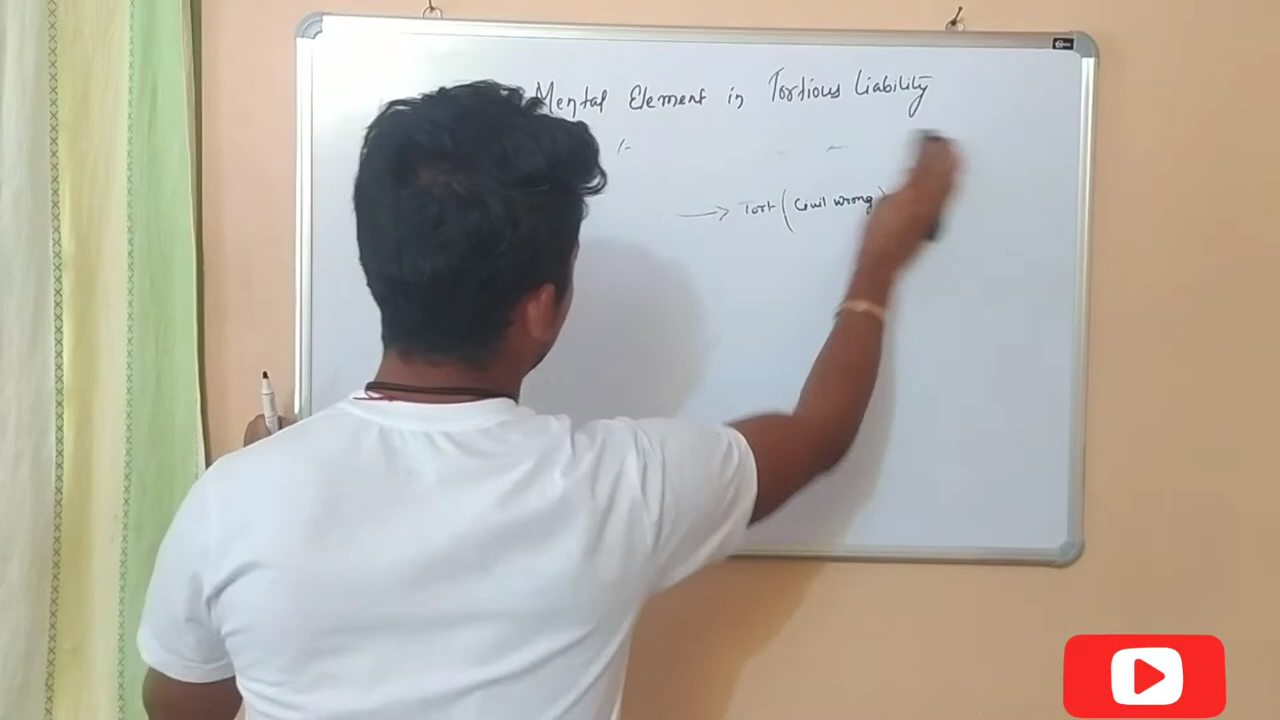 Mental Element in Tortious Liability
→ Tort (Civil wrong)